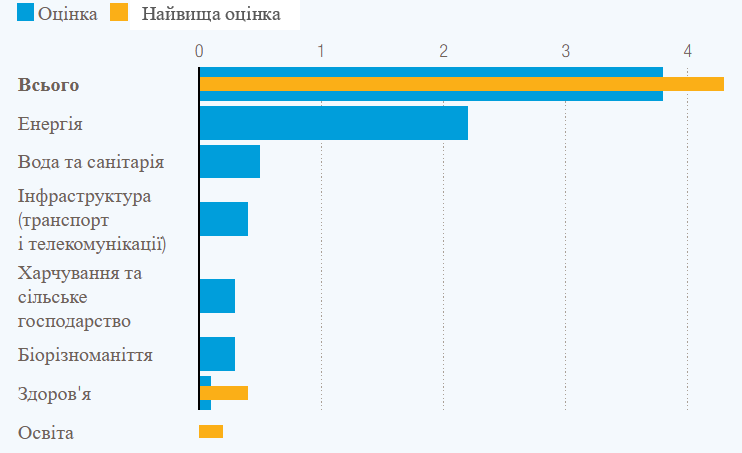 Оцінка Найвища оцінка
0 1 2 3 4
Всього
Енергія
Вода та санітарія
Інфраструктура
(транспорт
і телекомунікації)
Харчування та
сільське
господарство
Біорізноманіття
Здоров'я
Освіта